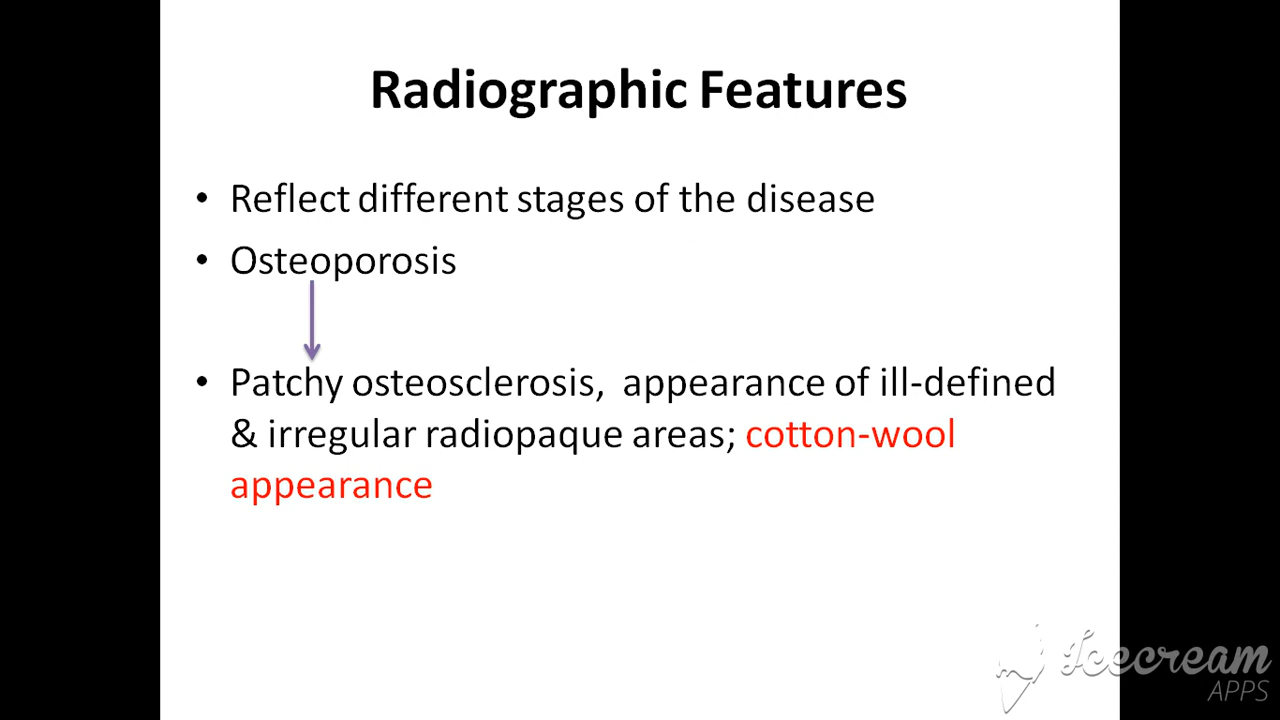 Radiographic Features
• Reflect different stages of the disease
• Osteoporosis
• Patchy osteosclerosis, appearance of ill-defined
& irregular radiopaque areas; cotton-wool
appearance
Icecream
APPS